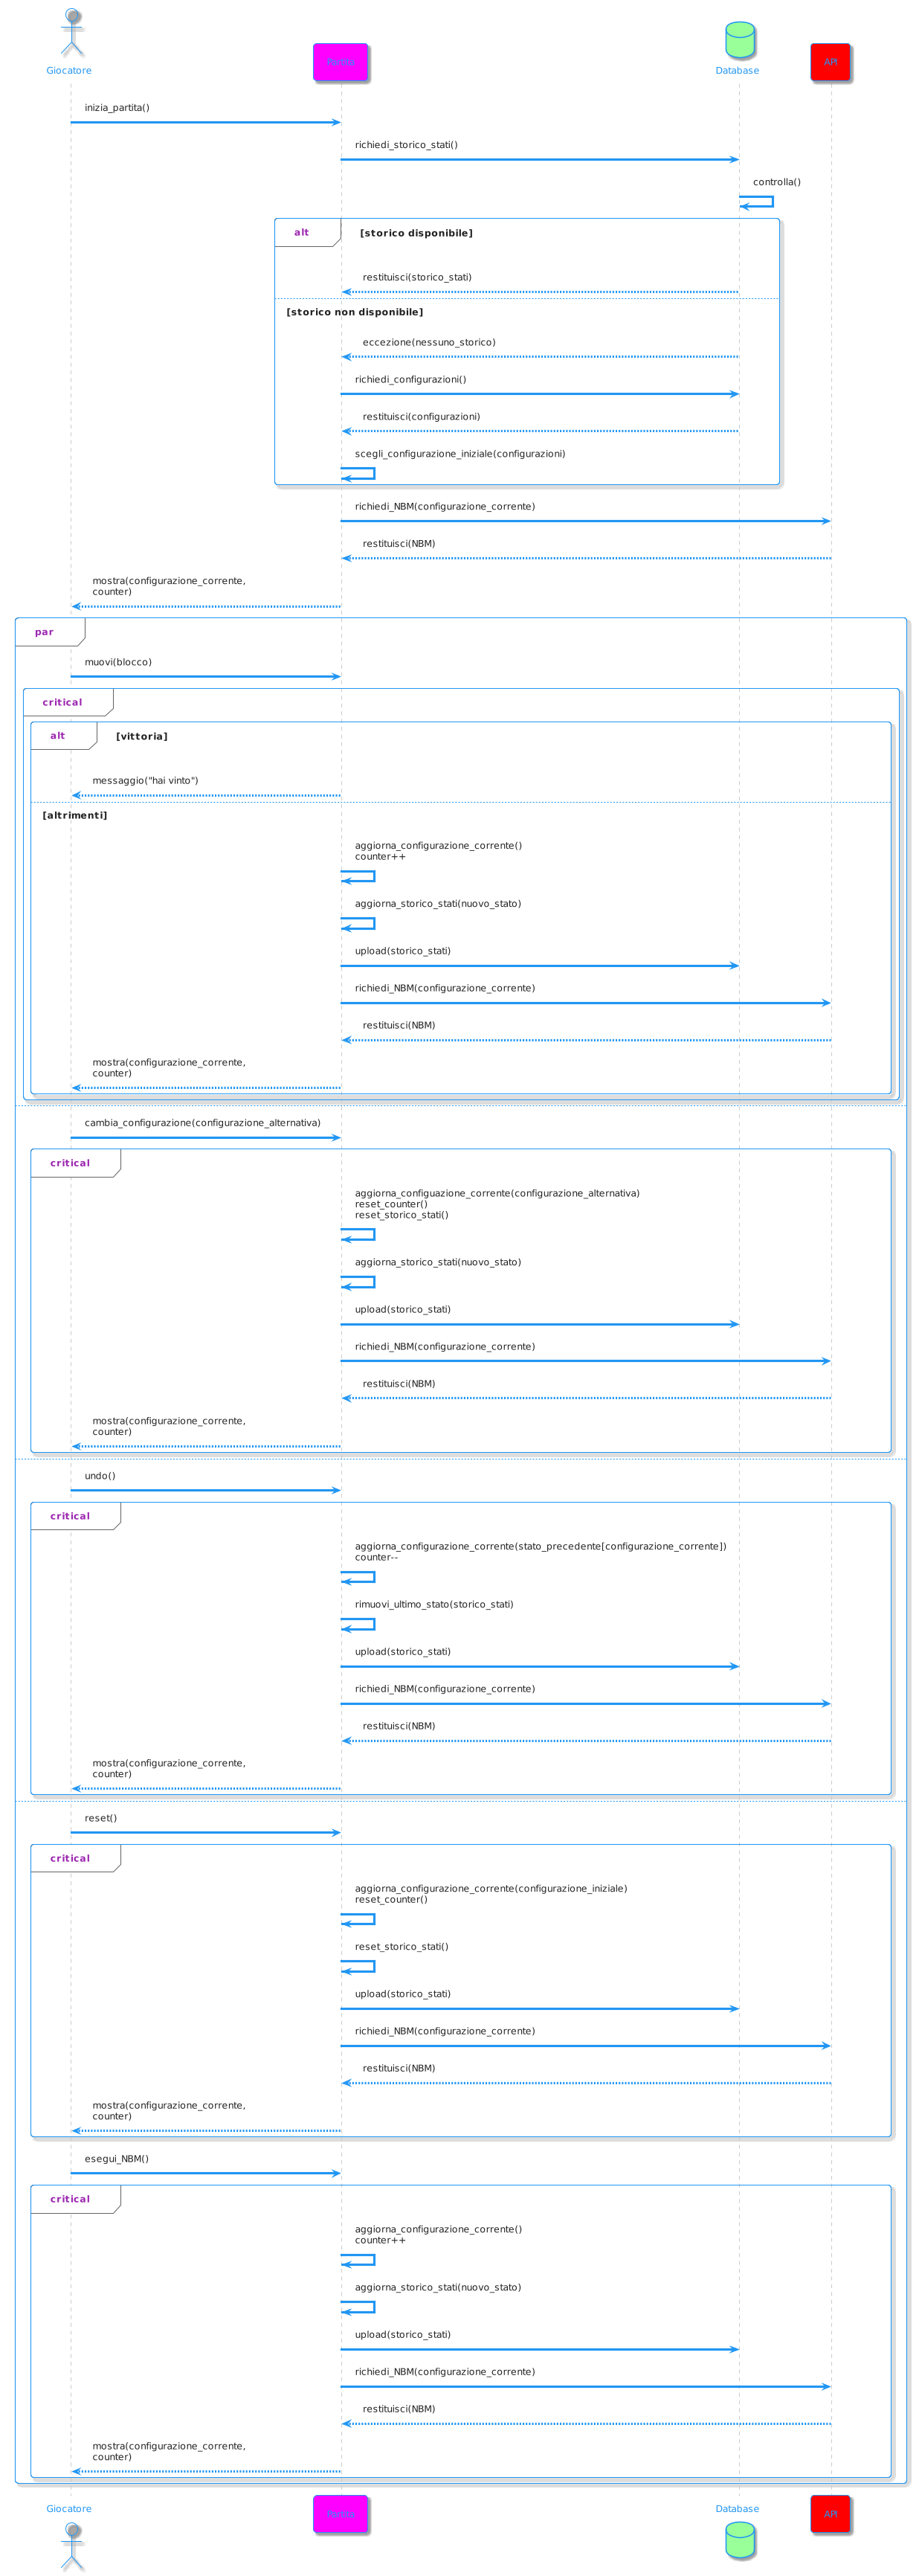 Giocatore
Partita
Database
API
inizia_partita()
richiedi_storico_stati()
controlla()
alt
[storico disponibile]
restituisci(storico_stati)
[storico non disponibile]
eccezione(nessuno_storico)
richiedi_configurazioni()
restituisci(configurazioni)
scegli_configurazione_iniziale(configurazioni)
richiedi_NBM(configurazione_corrente)
restituisci(NBM)
mostra(configurazione_corrente,
counter)
par
muovi(blocco)
critical
alt
[vittoria]
messaggio("hai vinto")
[altrimenti]
aggiorna_configurazione_corrente()
counter++
aggiorna_storico_stati(nuovo_stato)
upload(storico_stati)
richiedi_NBM(configurazione_corrente)
restituisci(NBM)
mostra(configurazione_corrente,
counter)
cambia_configurazione(configurazione_alternativa)
critical
aggiorna_configuazione_corrente(configurazione_alternativa)
reset_counter()
reset_storico_stati()
aggiorna_storico_stati(nuovo_stato)
upload(storico_stati)
richiedi_NBM(configurazione_corrente)
restituisci(NBM)
mostra(configurazione_corrente,
counter)
undo()
critical
aggiorna_configurazione_corrente(stato_precedente[configurazione_corrente])
counter--
rimuovi_ultimo_stato(storico_stati)
upload(storico_stati)
richiedi_NBM(configurazione_corrente)
restituisci(NBM)
mostra(configurazione_corrente,
counter)
reset()
critical
aggiorna_configurazione_corrente(configurazione_iniziale)
reset_counter()
reset_storico_stati()
upload(storico_stati)
richiedi_NBM(configurazione_corrente)
restituisci(NBM)
mostra(configurazione_corrente,
counter)
esegui_NBM()
critical
aggiorna_configurazione_corrente()
counter++
aggiorna_storico_stati(nuovo_stato)
upload(storico_stati)
richiedi_NBM(configurazione_corrente)
restituisci(NBM)
mostra(configurazione_corrente,
counter)
Giocatore
Partita
Database
API